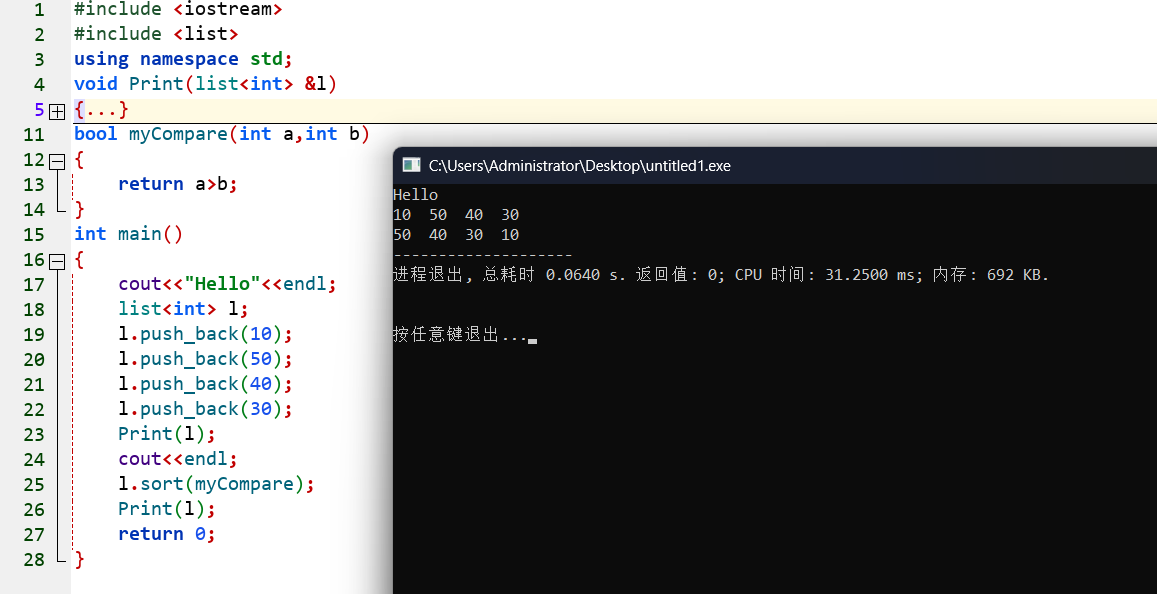 1 #include <iostream>
2 #include <list>
3 using namespace std;
4 void Print(list<int> &l)
5 {...}
11 bool myCompare(int a,int b)
12 {
13 return a>b;
14 }
15 int main()
16 {
17 cout<<"Hello"<<endl;
18 list<int> l;
19 l.push_back(10);
20 l.push_back(50);
21 l.push_back(40);
22 l.push_back(30);
23 Print(l);
24 cout<<endl;
25 l.sort(myCompare);
26 Print(l);
27 return 0;
28 }
C:\Users\Administrator\Desktop\untitled1.exe
Hello
10 50 40 30
50 40 30 10
--------------------
进程退出, 总耗时 0.0640 s. 返回值: 0; CPU 时间: 31.2500 ms; 内存: 692 KB.
按任意键退出...